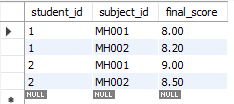 student_id subject_id final_score
1 MH001 8.00
1 MH002 8.20
2 MH001 9.00
2 MH002 8.50
NULL NULL NULL